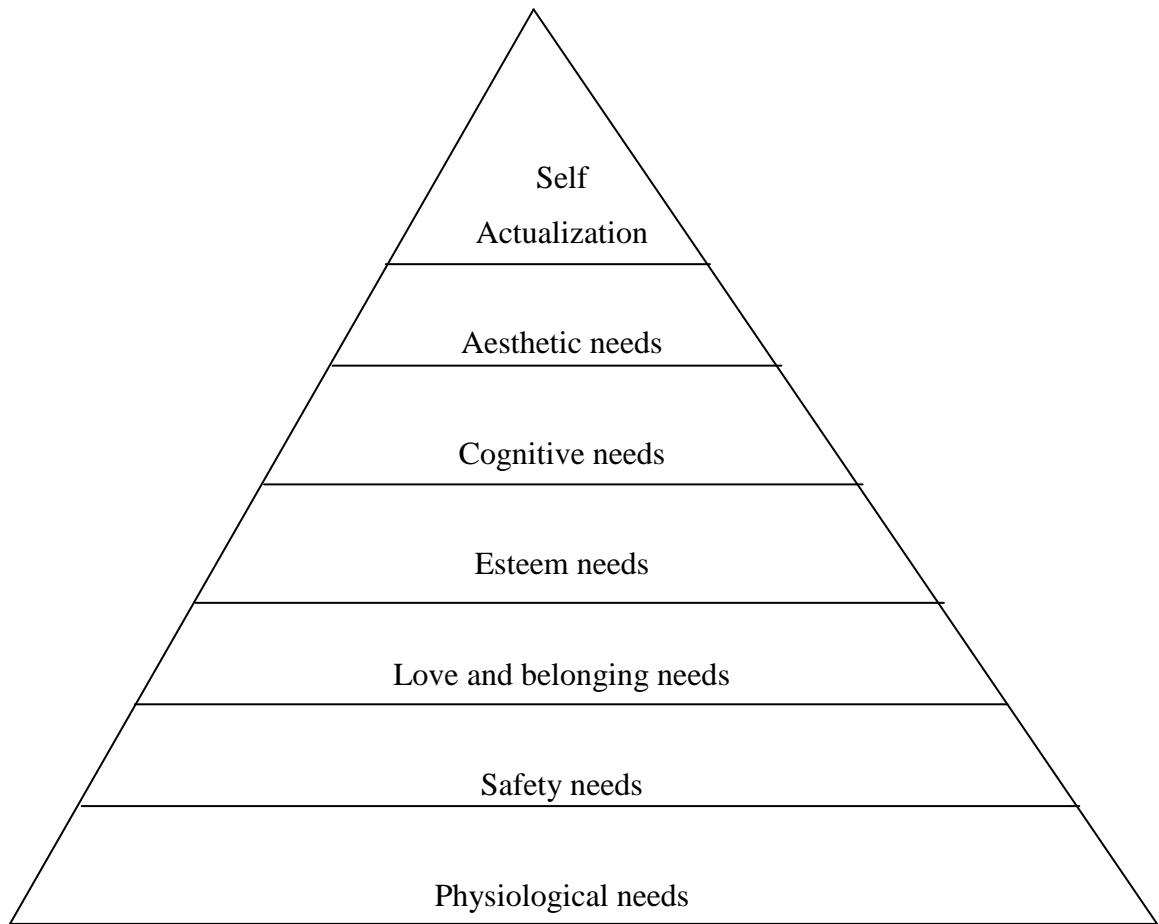 Self
Actualization
Aesthetic needs
Cognitive needs
Esteem needs
Love and belonging needs
Safety needs
Physiological needs